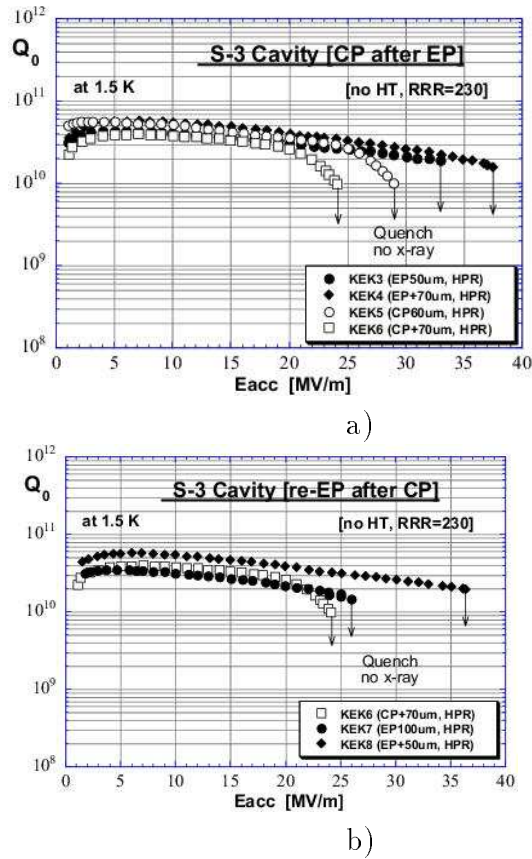 10^12
Q_0
S-3 Cavity [CP after EP]
at 1.5 K
[no HT, RRR=230]
10^11
10^10
Quench
no x-ray
10^9
KEK3 (EP50um, HPR)
KEK4 (EP+70um, HPR)
KEK5 (CP60um, HPR)
KEK6 (CP+70um, HPR)
10^8
0 5 10 15 20 25 30 35 40
Eacc [MV/m]
a)
10^12
Q_0
S-3 Cavity [re-EP after CP]
at 1.5 K
[no HT, RRR=230]
10^11
10^10
Quench
no x-ray
10^9
KEK6 (CP+70um, HPR)
KEK7 (EP100um, HPR)
KEK8 (EP+50um, HPR)
10^8
0 5 10 15 20 25 30 35 40
Eacc [MV/m]
b)